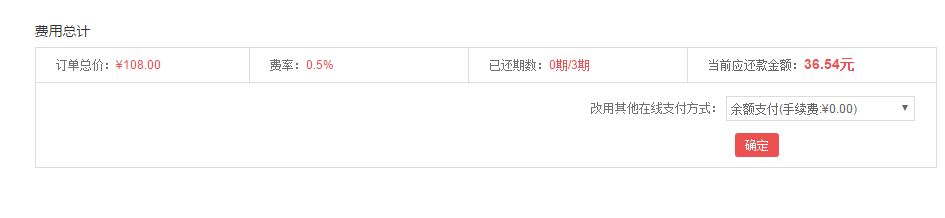 费用总计
订单总价：¥108.00 费率：0.5% 已还期数：0期/3期 当前应还款金额：36.54元
改用其他在线支付方式： 余额支付(手续费:¥0.00)
确定